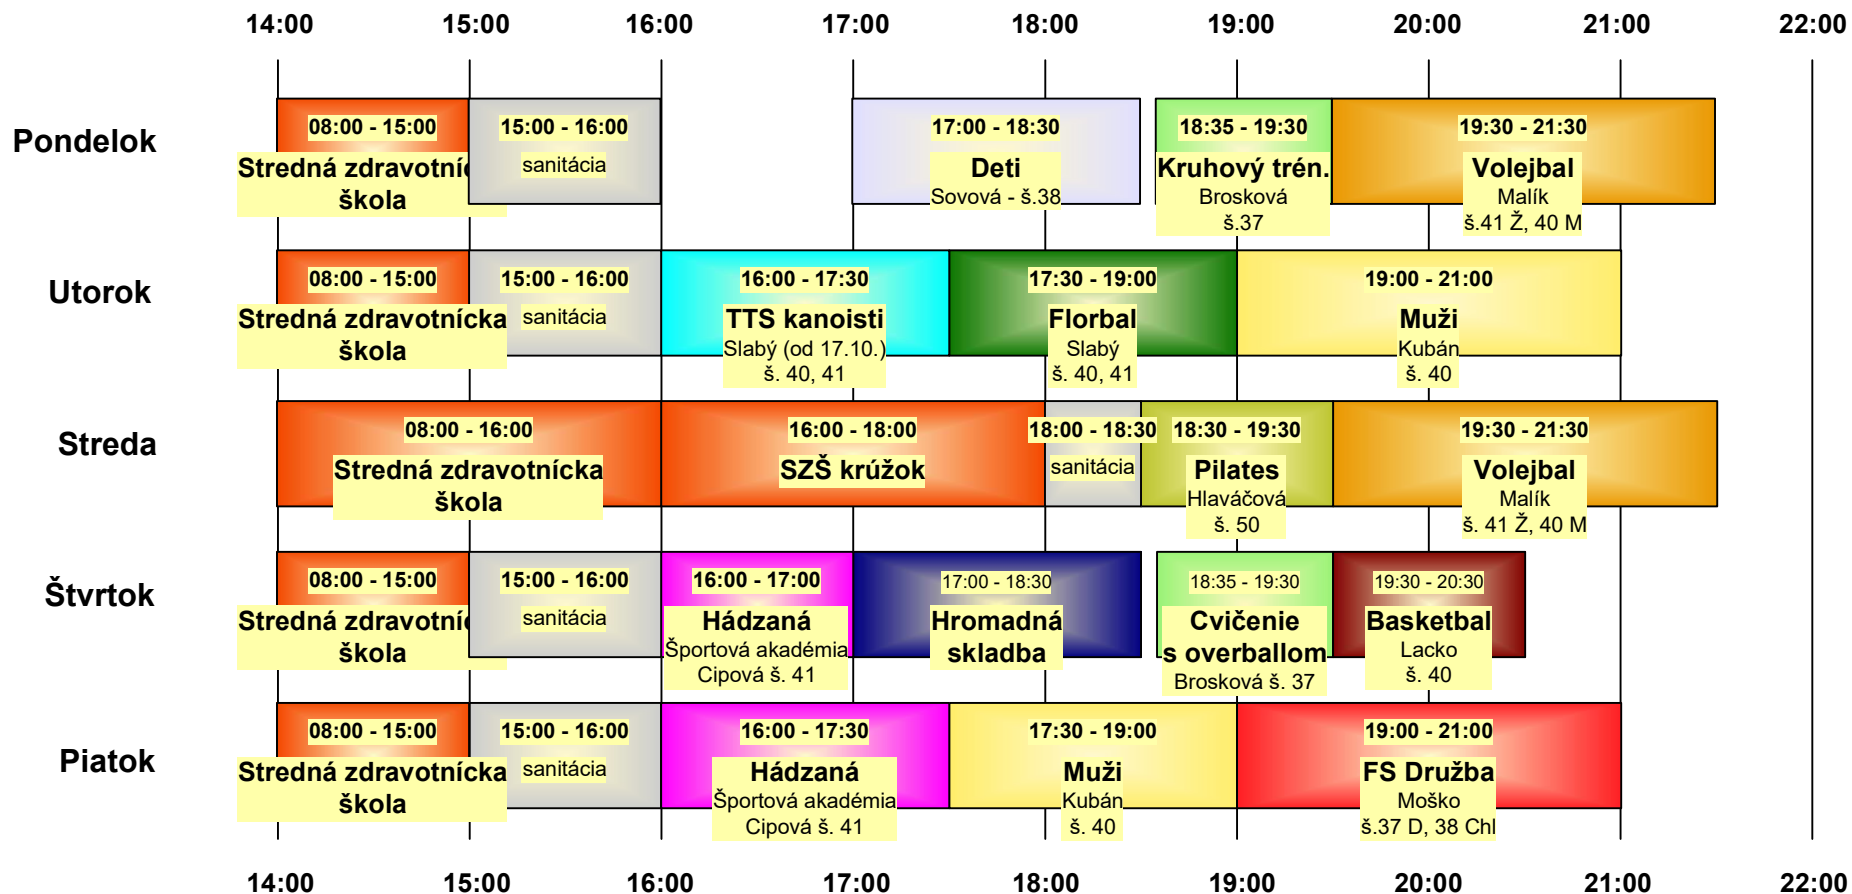 14:00 15:00 16:00 17:00 18:00 19:00 20:00 21:00 22:00
Pondelok
08:00 - 15:00
Stredná zdravotníc
škola
15:00 - 16:00
sanitácia
17:00 - 18:30
Deti
Sovová - š.38
18:35 - 19:30
Kruhový trén.
Brosková
š.37
19:30 - 21:30
Volejbal
Malík
š.41 Ž, 40 M
Utorok
08:00 - 15:00
Stredná zdravotnícka
škola
15:00 - 16:00
sanitácia
16:00 - 17:30
TTS kanoisti
Slabý (od 17.10.)
š. 40, 41
17:30 - 19:00
Florbal
Slabý
š. 40, 41
19:00 - 21:00
Muži
Kubán
š. 40
Streda
08:00 - 16:00
Stredná zdravotnícka
škola
16:00 - 18:00
SZŠ krúžok
18:00 - 18:30
sanitácia
18:30 - 19:30
Pilates
Hlaváčová
š. 50
19:30 - 21:30
Volejbal
Malík
š. 41 Ž, 40 M
Štvrtok
08:00 - 15:00
Stredná zdravotníc
škola
15:00 - 16:00
sanitácia
16:00 - 17:00
Hádzaná
Športová akadémia
Cipová š. 41
17:00 - 18:30
Hromadná
skladba
18:35 - 19:30
Cvičenie
s overballom
Brosková š. 37
19:30 - 20:30
Basketbal
Lacko
š. 40
Piatok
08:00 - 15:00
Stredná zdravotnícka
škola
15:00 - 16:00
sanitácia
16:00 - 17:30
Hádzaná
Športová akadémia
Cipová š. 41
17:30 - 19:00
Muži
Kubán
š. 40
19:00 - 21:00
FS Družba
Moško
š.37 D, 38 Chl
14:00 15:00 16:00 17:00 18:00 19:00 20:00 21:00 22:00